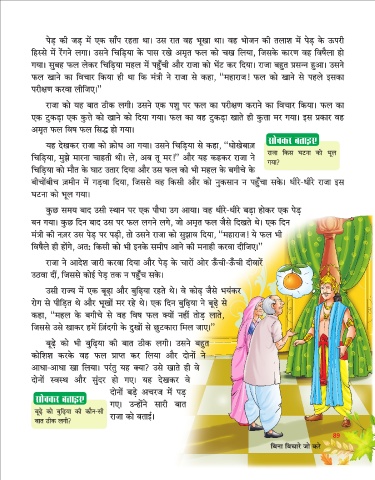 पेड़ की जड़ में एक साँप रहता था। उस रात वह भूखा था। वह भोजन की तलाश में पेड़ के ऊपरी
हिस्से में रेंगने लगा। उसने चिड़िया के पास रखे अमृत फल को चख लिया, जिसके कारण वह विषैला हो
गया। सुबह फल लेकर चिड़िया महल में पहुँची और राजा को भेंट कर दिया। राजा बहुत प्रसन्न हुआ। उसने
फल खाने का विचार किया ही था कि मंत्री ने राजा से कहा, “महाराज! फल को खाने से पहले इसका
परीक्षण करवा लीजिए।”
राजा को यह बात ठीक लगी। उसने एक पशु पर फल का परीक्षण कराने का विचार किया। फल का
एक टुकड़ा एक कुत्ते को खाने को दिया गया। फल का वह टुकड़ा खाते ही कुत्ता मर गया। इस प्रकार वह
अमृत फल विष फल सिद्ध हो गया।
यह देखकर राजा को क्रोध आ गया। उसने चिड़िया से कहा, “धोखेबाज़
चिड़िया, मुझे मारना चाहती थी। ले, अब तू मर।” और यह कहकर राजा ने
चिड़िया को मौत के घाट उतार दिया और उस फल को भी महल के बगीचे के
बीचोंबीच ज़मीन में गड़वा दिया, जिससे वह किसी और को नुकसान न पहुँचा सके। धीरे-धीरे राजा इस
घटना को भूल गया।
सोचकर बताइए
राजा किस घटना को भूल
गया?
कुछ समय बाद उसी स्थान पर एक पौधा उग आया। वह धीरे-धीरे बड़ा होकर एक पेड़
बन गया। कुछ दिन बाद उस पर फल लगने लगे, जो अमृत फल जैसे दिखते थे। एक दिन
मंत्री की नज़र उस पेड़ पर पड़ी, तो उसने राजा को सुझाव दिया, “महाराज! ये फल भी
विषैले ही होंगे, अतः किसी को भी इनके समीप आने की मनाही करवा दीजिए।”
राजा ने आदेश जारी करवा दिया और पेड़ के चारों ओर ऊँची-ऊँची दीवारें
उठवा दीं, जिससे कोई पेड़ तक न पहुँच सके।
उसी राज्य में एक बूढ़ा और बुढ़िया रहते थे। वे कोढ़ जैसे भयंकर
रोग से पीड़ित थे और भूखों मर रहे थे। एक दिन बुढ़िया ने बूढ़े से
कहा, “महल के बगीचे से वह विष फल क्यों नहीं तोड़ लाते,
जिससे उसे खाकर हमें ज़िंदगी के दुखों से छुटकारा मिल जाए।”
बूढ़े को भी बुढ़िया की बात ठीक लगी। उसने बहुत
कोशिश करके वह फल प्राप्त कर लिया और दोनों ने
आधा-आधा खा लिया। परंतु यह क्या? उसे खाते ही वे
दोनों स्वस्थ और सुंदर हो गए। यह देखकर वे
दोनों बड़े अचरज में पड़
गए। उन्होंने सारी बात
राजा को बताई।
सोचकर बताइए
बूढ़े को बुढ़िया की कौन-सी
बात ठीक लगी?
89
बिना बिचारे जो करे